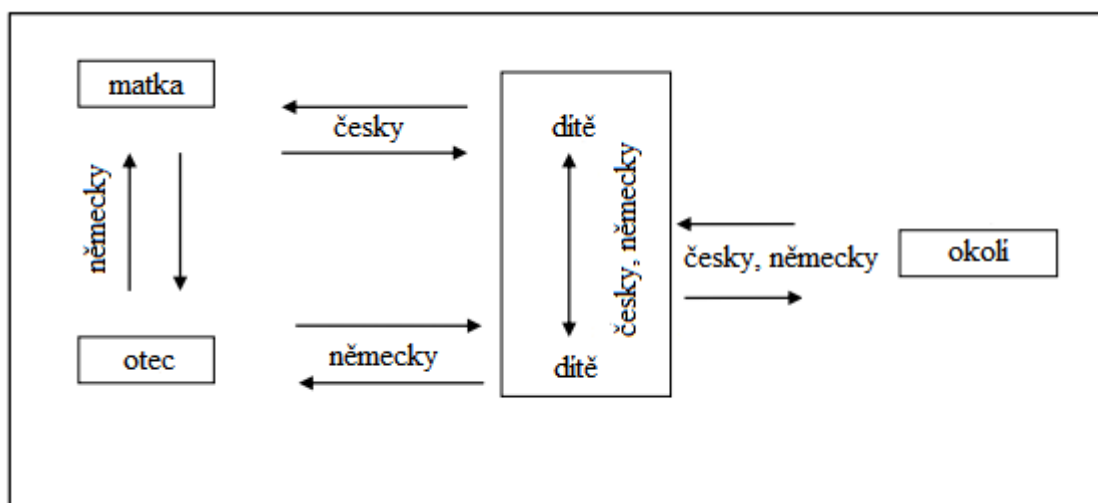 matka
česky
dítě
německy
česky, německy
česky, německy
okolí
otec
německy
dítě